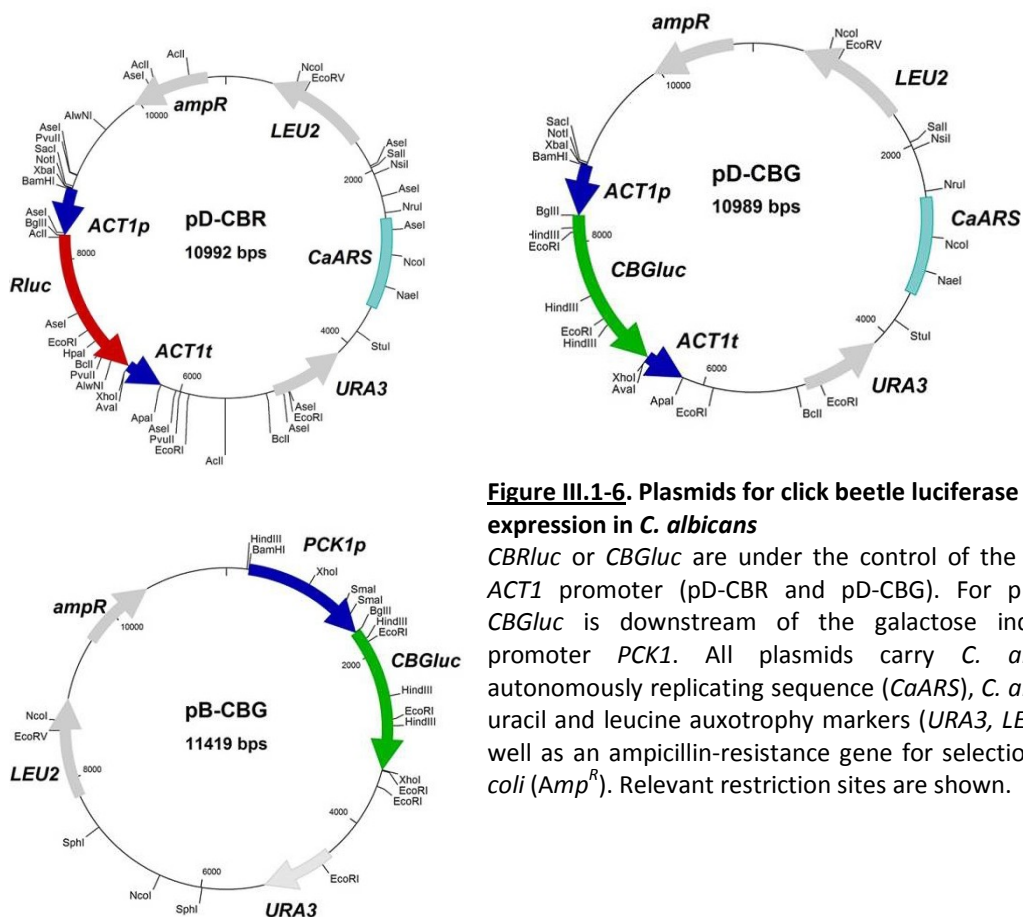 ampR
AclI
AclI
AseI
10000
ampR
AlwNI
AseI
PvuII
SacI
NotI
XbaI
BamHI
ACT1p
AseI
BglII
AclI
8000
Rluc
AseI
EcoRI
HpaI
BclI
PvuII
AlwNI
XhoI
AvaI
ACT1t
6000
ApaI
AseI
PvuII
EcoRI
AclI
BclI
AseI
EcoRI
AseI
URA3
4000
StuI
NaeI
NcoI
CaARS
AseI
NruI
AseI
2000
NsiI
SalI
AseI
LEU2
EcoRV
NcoI
pD-CBR
10992 bps
10000
SacI
NotI
XbaI
BamHI
ACT1p
BglII
HindIII
EcoRI
8000
CBGluc
HindIII
EcoRI
HindIII
XhoI
AvaI
ACT1t
ApaI
EcoRI
6000
BclI
EcoRI
URA3
4000
StuI
NaeI
NcoI
CaARS
NruI
NsiI
SalI
2000
LEU2
EcoRV
NcoI
pD-CBG
10989 bps
HindIII
BamHI
PCK1p
XhoI
SmaI
SmaI
BglII
HindIII
EcoRI
2000
CBGluc
HindIII
EcoRI
HindIII
XhoI
EcoRI
EcoRI
4000
EcoRI
URA3
6000
SphI
NcoI
SphI
8000
LEU2
EcoRV
NcoI
ampR
10000
pB-CBG
11419 bps
Figure III.1-6. Plasmids for click beetle luciferase
expression in C. albicans
CBRluc or CBGluc are under the control of the
ACT1 promoter (pD-CBR and pD-CBG). For p
CBGluc is downstream of the galactose inc
promoter PCK1. All plasmids carry C. a
autonomously replicating sequence (CaARS), C. a
uracil and leucine auxotrophy markers (URA3, LE
well as an ampicillin-resistance gene for selection
coli (AmpR). Relevant restriction sites are shown.